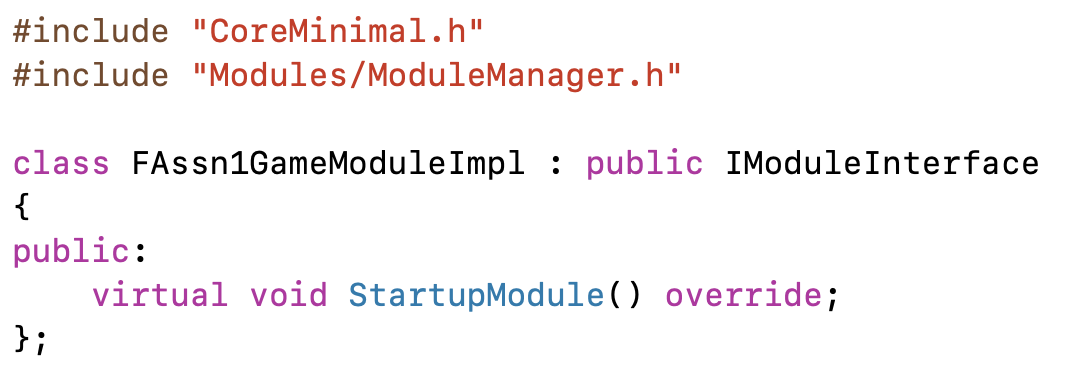 #include "CoreMinimal.h"
#include "Modules/ModuleManager.h"
class FAssn1GameModuleImpl : public IModuleInterface
{
public:
    virtual void StartupModule() override;
};